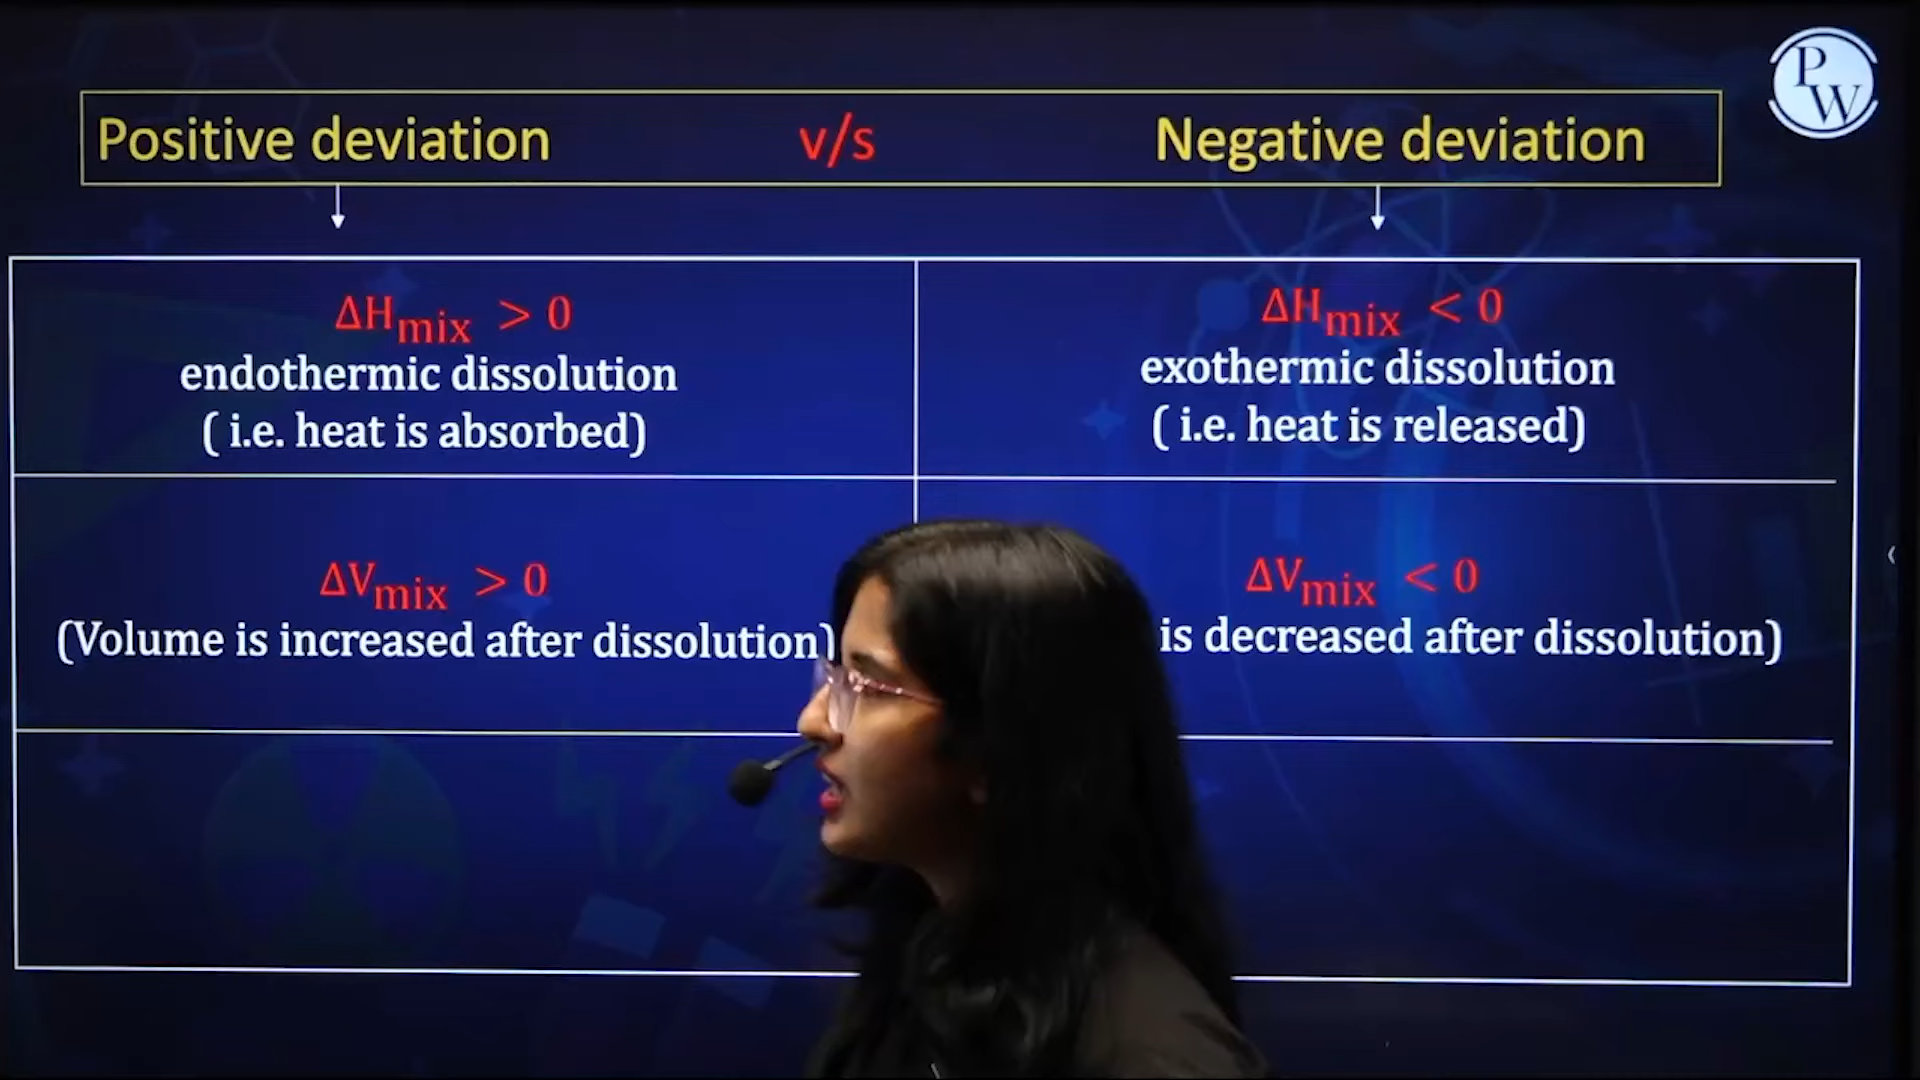 PW
Positive deviation v/s Negative deviation
ΔHmix > 0
endothermic dissolution
( i.e. heat is absorbed)
ΔHmix < 0
exothermic dissolution
( i.e. heat is released)
ΔVmix > 0
(Volume is increased after dissolution)
ΔVmix < 0
is decreased after dissolution)